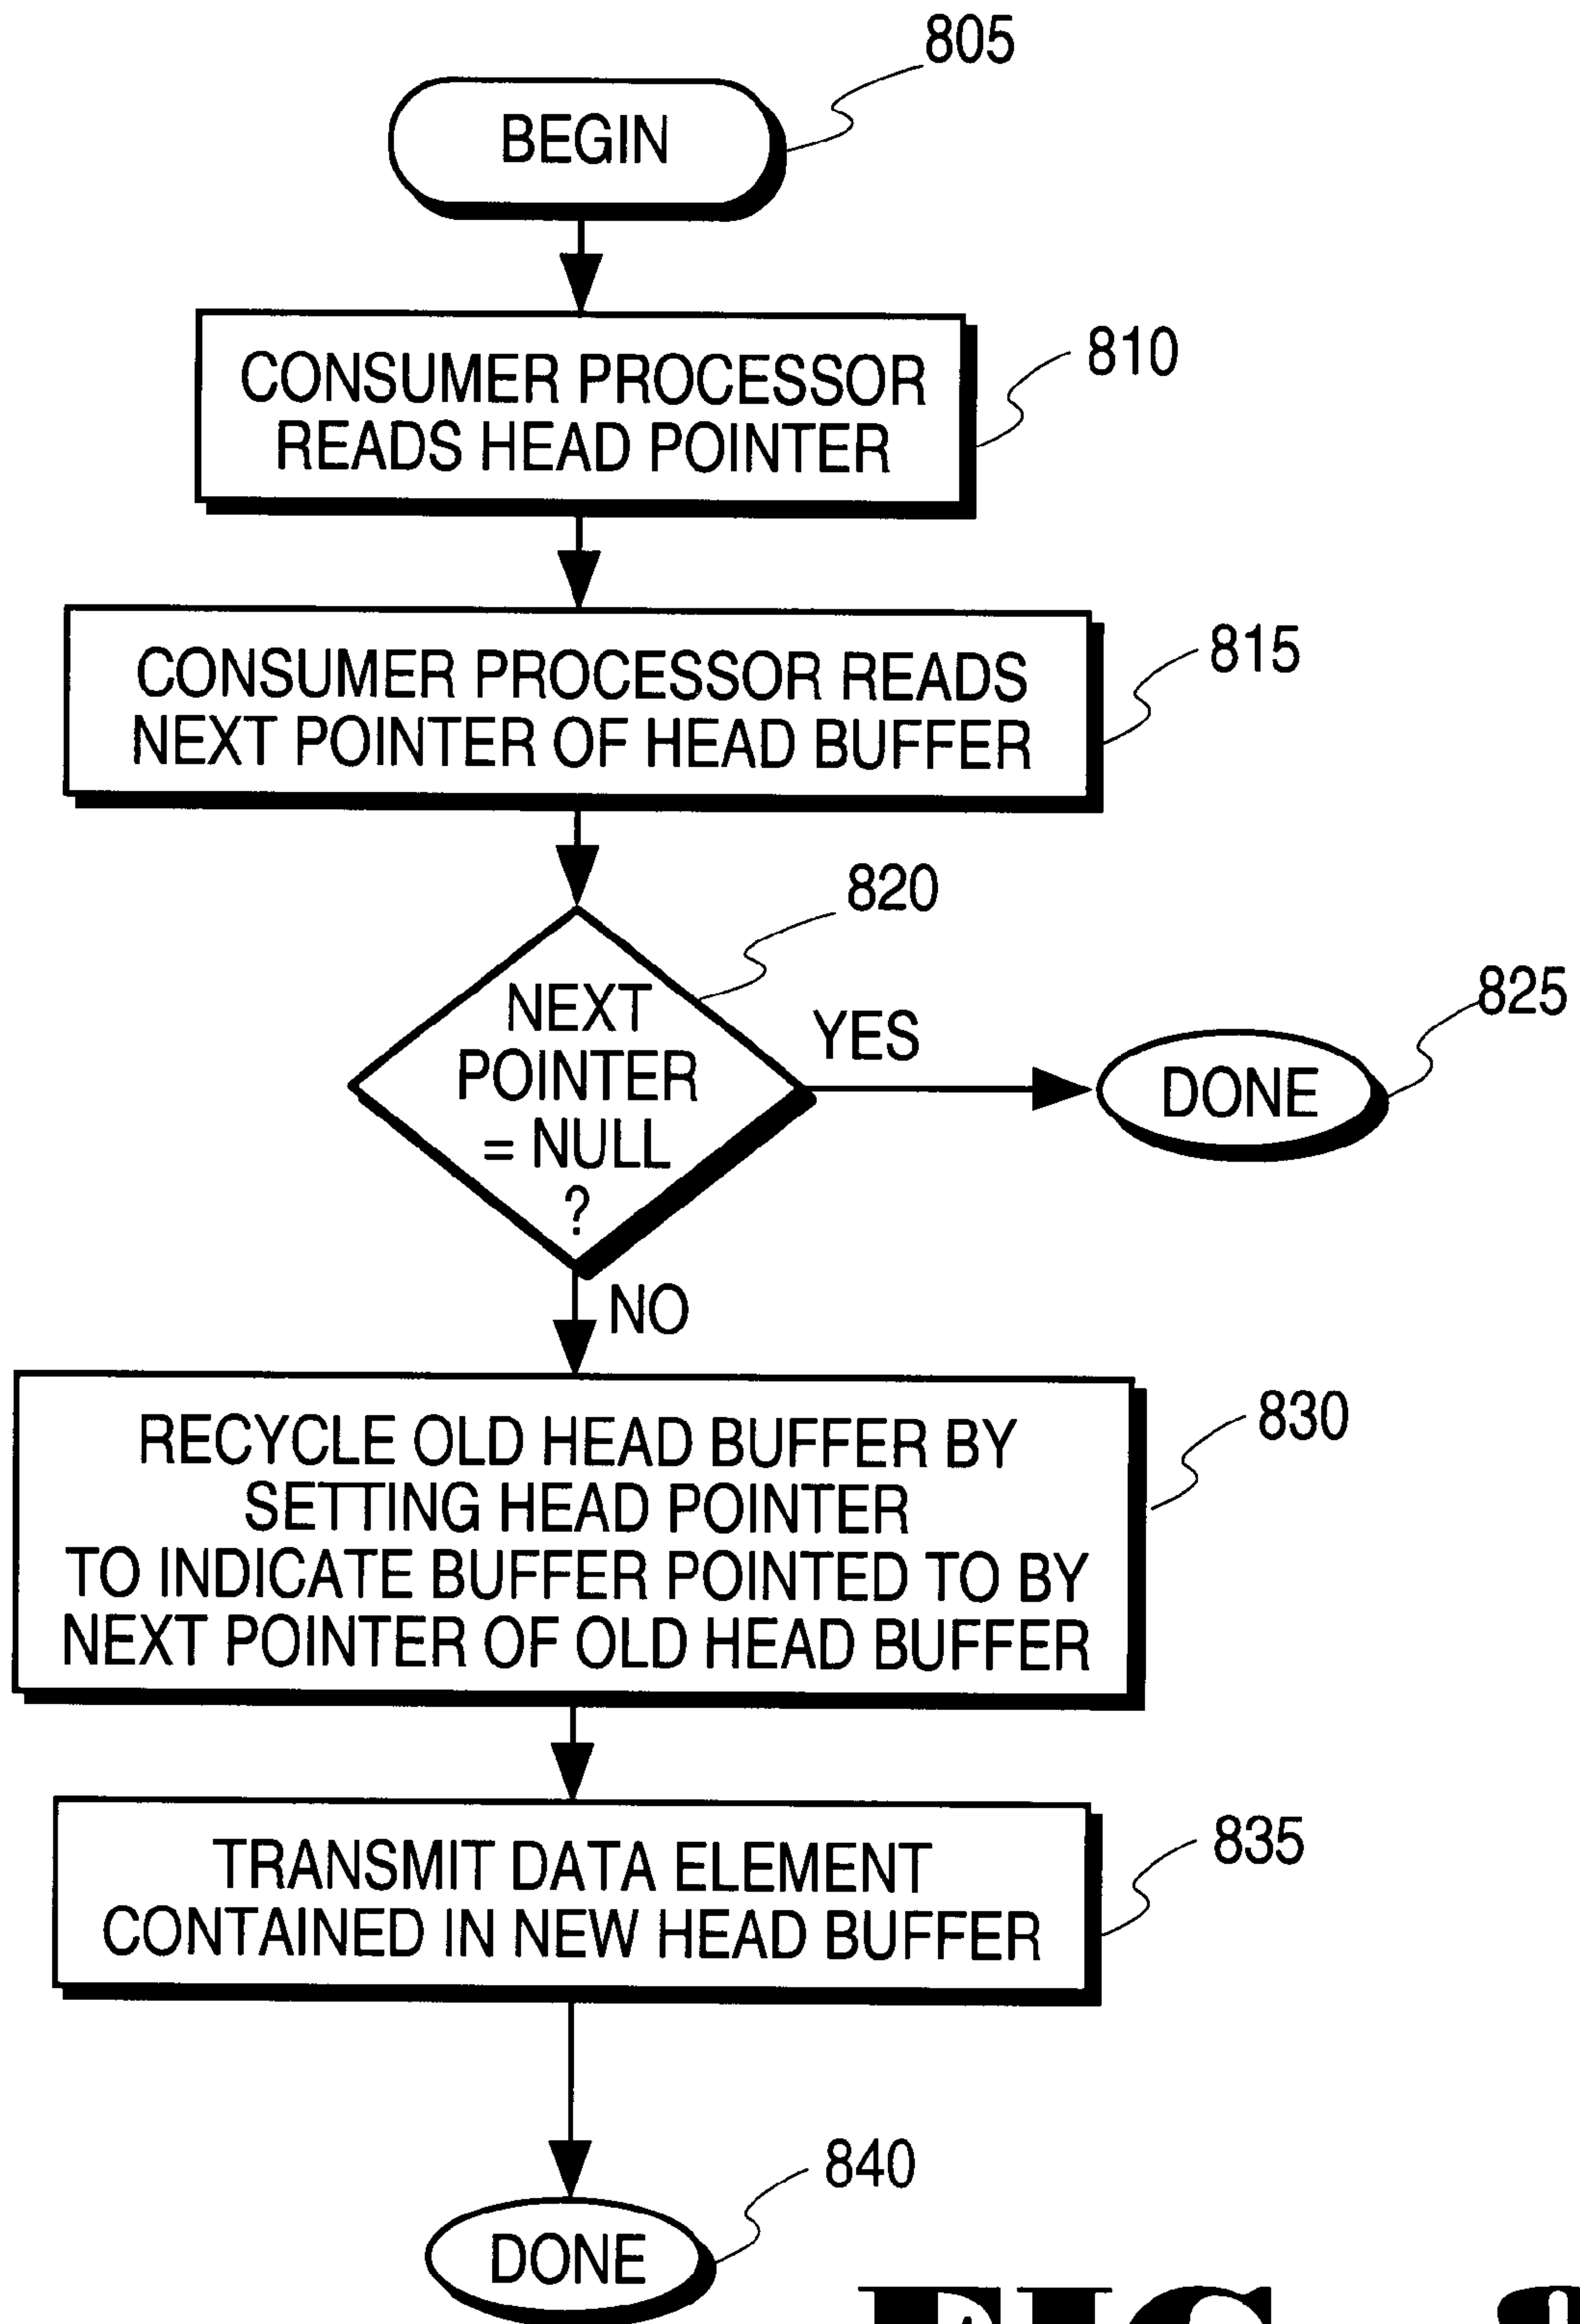 805
BEGIN
810
CONSUMER PROCESSOR
READS HEAD POINTER
815
CONSUMER PROCESSOR READS
NEXT POINTER OF HEAD BUFFER
820
NEXT
POINTER
= NULL
?
YES
825
DONE
NO
830
RECYCLE OLD HEAD BUFFER BY
SETTING HEAD POINTER
TO INDICATE BUFFER POINTED TO BY
NEXT POINTER OF OLD HEAD BUFFER
835
TRANSMIT DATA ELEMENT
CONTAINED IN NEW HEAD BUFFER
840
DONE